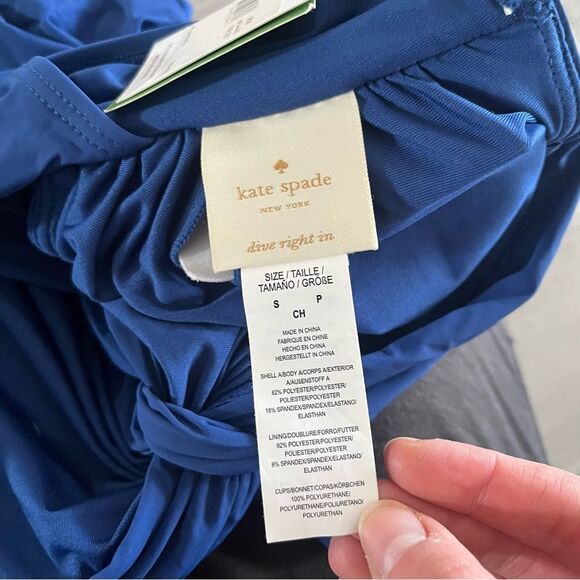 kate spade
NEW YORK
dive right in
SIZE / TAILLE /
TAMAÑO / GRÖßE
S P
CH
MADE IN CHINA
FABRIQUE EN CHINE
HECHO EN CHINA
HERGESTELLT IN CHINA
SHELL A/BODY A/CORPS A/EXTERIOR
A/AUßENSTOFF A
82% POLYESTER/POLYESTER/
POLIESTER/POLYESTER
18% SPANDEX/SPANDEX/ELASTANO/
ELASTHAN
LINING/DOUBLURE/FORRO/FUTTER
92% POLYESTER/POLYESTER/
POLIESTER/POLYESTER
8% SPANDEX/SPANDEX/ELASTANO/
ELASTHAN
CUPS/BONNET/COPAS/KÖRBCHEN
100% POLYURETHANE/
POLYURETHANE/POLIURETANO/
POLYURETHAN